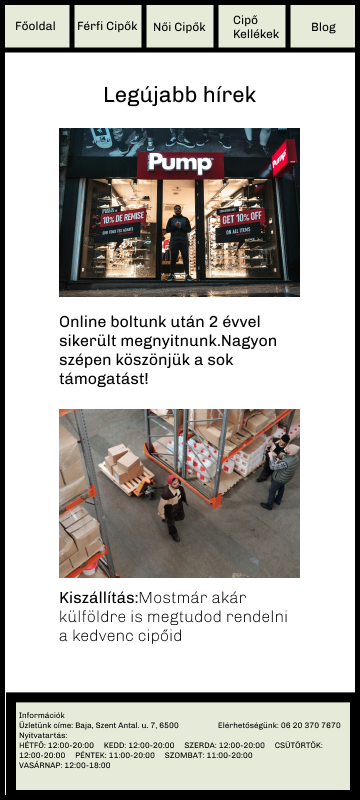 Főoldal
Férfi Cipők
Női Cipők
Cipő
Kellékek
Blog
Legújabb hírek
Pump
Pump
10% DE REMISE
GET 10% OFF
ON ALL ITEMS
Online boltunk után 2 évvel
sikerült megnyitnunk.Nagyon
szépen köszönjük a sok
támogatást!
Kiszállítás:Mostmár akár
külföldre is megtudod rendelni
a kedvenc cipőid
Információk
Üzletünk címe: Baja, Szent Antal. u. 7, 6500 Elérhetőségünk: 06 20 370 7670
Nyitvatartás:
HÉTFŐ: 12:00-20:00 KEDD: 12:00-20:00 SZERDA: 12:00-20:00 CSÜTÖRTÖK:
12:00-20:00 PÉNTEK: 11:00-20:00 SZOMBAT: 11:00-20:00
VASÁRNAP: 12:00-18:00